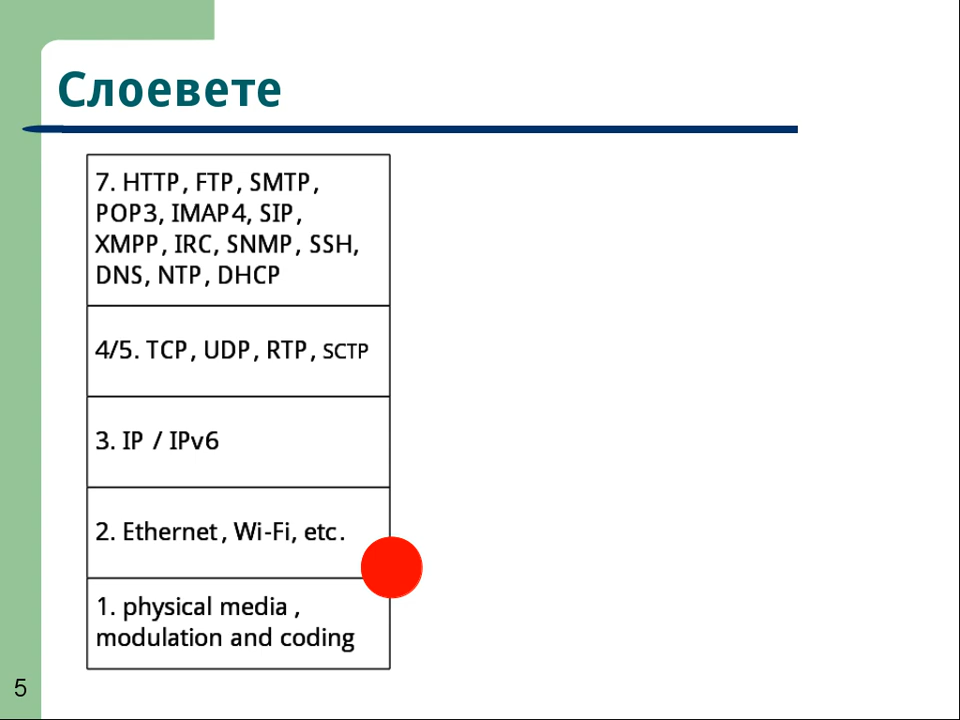 Слоевете
7. HTTP, FTP, SMTP,
POP3, IMAP4, SIP,
XMPP, IRC, SNMP, SSH,
DNS, NTP, DHCP
4/5. TCP, UDP, RTP, SCTP
3. IP / IPv6
2. Ethernet, Wi-Fi, etc.
1. physical media,
modulation and coding
5